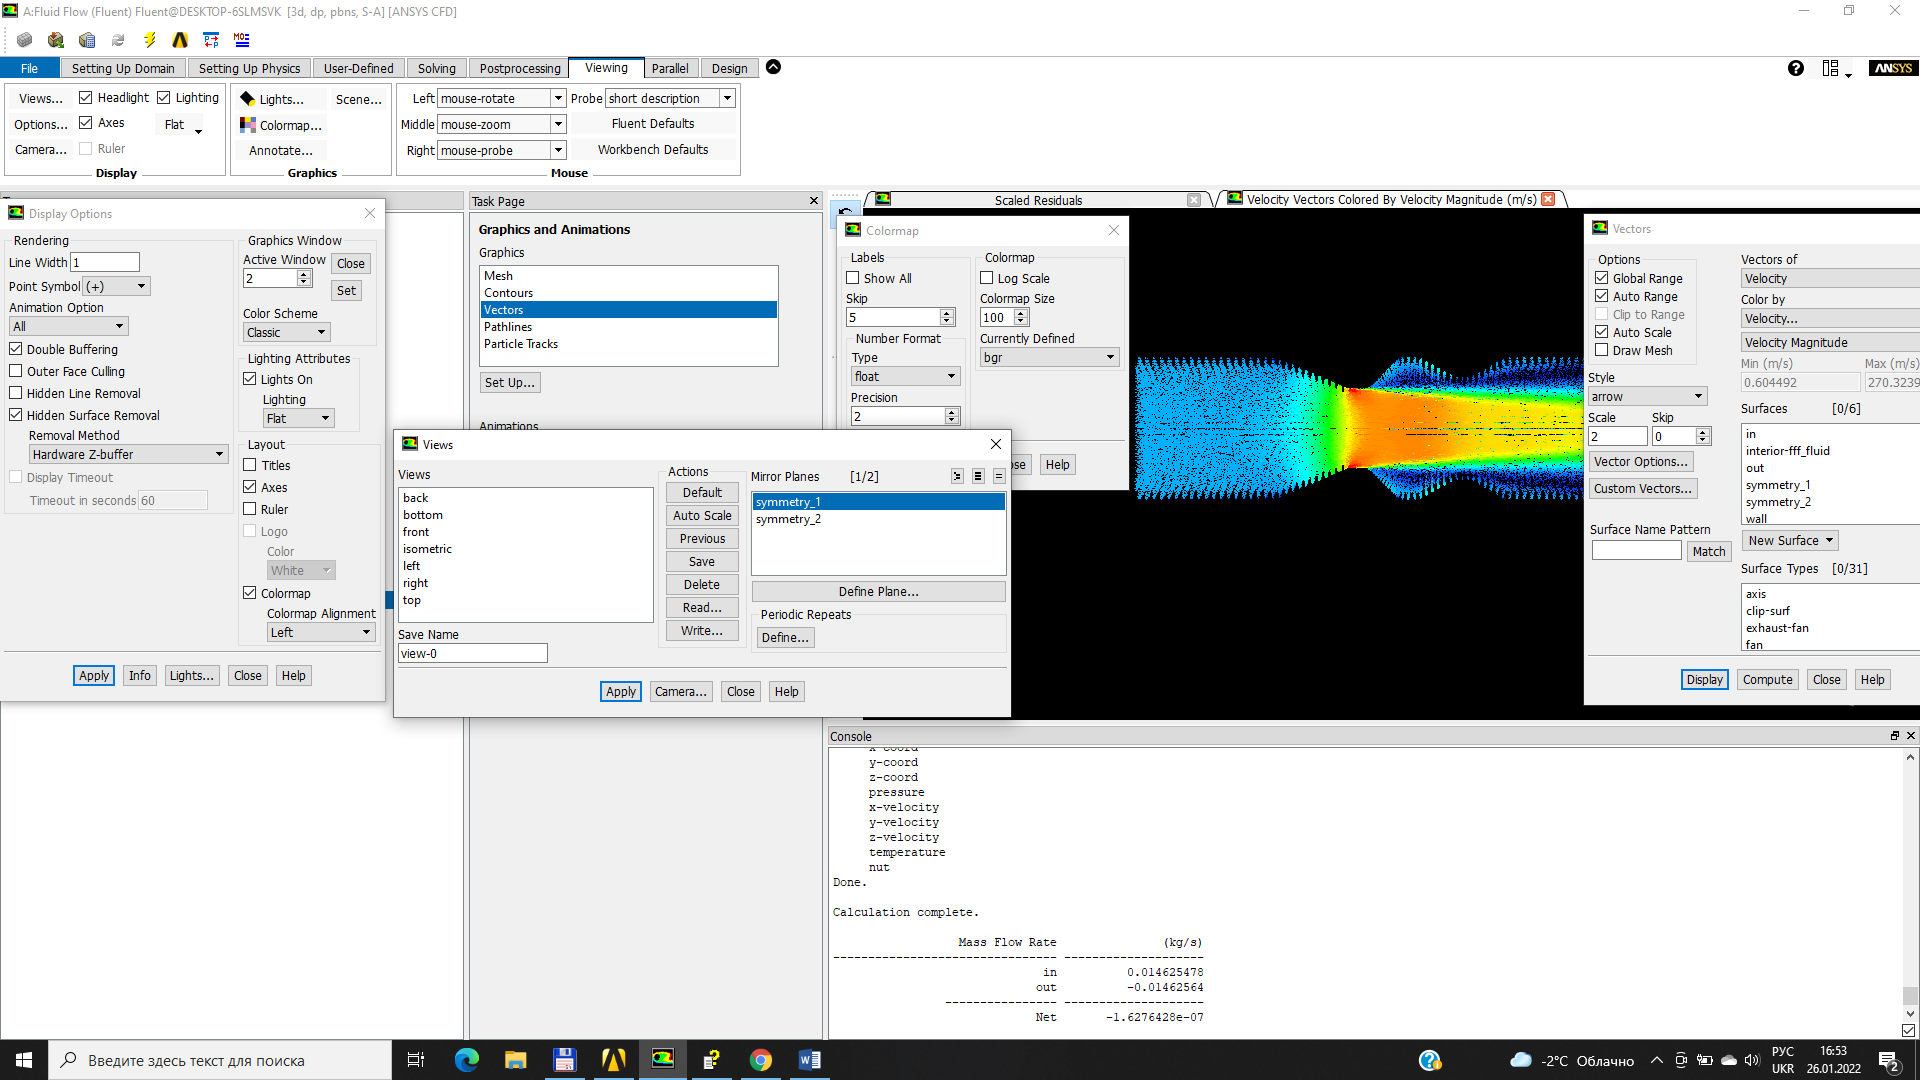 A:Fluid Flow (Fluent) Fluent@DESKTOP-6SLMSVK [3d, dp, pbns, S-A] [ANSYS CFD]
File Setting Up Domain Setting Up Physics User-Defined Solving Postprocessing Viewing Parallel Design
ANSYS
Views... Headlight Lighting
Options... Axes Flat
Camera... Ruler
Display
Lights... Scene...
Colormap...
Annotate...
Graphics
Left mouse-rotate Probe short description
Middle mouse-zoom Fluent Defaults
Right mouse-probe Workbench Defaults
Mouse
Display Options
Rendering
Line Width 1
Point Symbol (+)
Animation Option
All
Double Buffering
Outer Face Culling
Hidden Line Removal
Hidden Surface Removal
Removal Method
Hardware Z-buffer
Display Timeout
Timeout in seconds 60
Graphics Window
Active Window Close
2
Set
Color Scheme
Classic
Lighting Attributes
Lights On
Lighting
Flat
Layout
Titles
Axes
Ruler
Logo
Color
White
Colormap
Colormap Alignment
Left
Apply Info Lights... Close Help
Task Page
Graphics and Animations
Graphics
Mesh
Contours
Vectors
Pathlines
Particle Tracks
Set Up...
Animations
Scaled Residuals
Velocity Vectors Colored By Velocity Magnitude (m/s)
Colormap
Labels
Show All
Skip
5
Number Format
Type
float
Precision
2
Colormap
Log Scale
Colormap Size
100
Currently Defined
bgr
Help
Views
Views
back
bottom
front
isometric
left
right
top
Save Name
view-0
Actions
Default
Auto Scale
Previous
Save
Delete
Read...
Write...
Mirror Planes [1/2]
symmetry_1
symmetry_2
Define Plane...
Periodic Repeats
Define...
Apply Camera... Close Help
Vectors
Options
Global Range
Auto Range
Clip to Range
Auto Scale
Draw Mesh
Style
arrow
Scale Skip
2 0
Vector Options...
Custom Vectors...
Surface Name Pattern
Match
Vectors of
Velocity
Color by
Velocity...
Velocity Magnitude
Min (m/s) Max (m/s)
0.604492 270.3239
Surfaces [0/6]
in
interior-fff_fluid
out
symmetry_1
symmetry_2
wall
New Surface
Surface Types [0/31]
axis
clip-surf
exhaust-fan
fan
Display Compute Close Help
Console
x-coord
y-coord
z-coord
pressure
x-velocity
y-velocity
z-velocity
temperature
nut
Done.
Calculation complete.
Mass Flow Rate (kg/s)
-------------------------------- --------------------
in 0.014625478
out -0.01462564
---------------- --------------------
Net -1.6276428e-07
Введите здесь текст для поиска
-2°C Облачно
РУС
UKR
16:53
26.01.2022
2